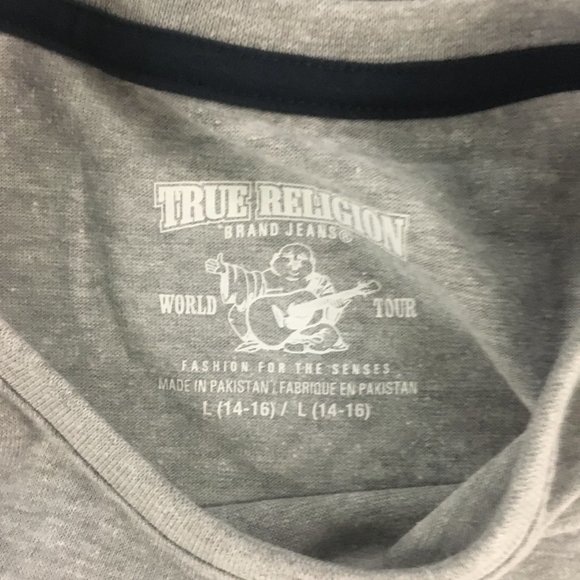 TRUE RELIGION
BRAND JEANS®
WORLD TOUR
FASHION FOR THE SENSES
MADE IN PAKISTAN / FABRIQUE EN PAKISTAN
L (14-16) / L (14-16)